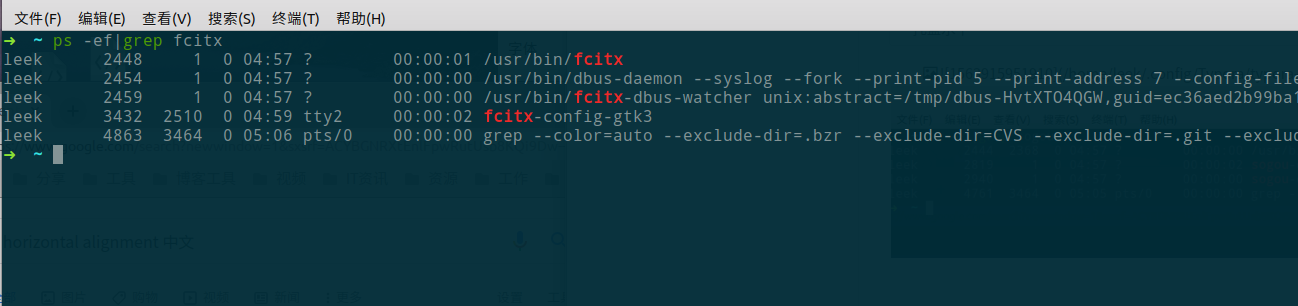 文件(F) 编辑(E) 查看(V) 搜索(S) 终端(T) 帮助(H)
➜ ~ ps -ef|grep fcitx
leek 2448 1 0 04:57 ? 00:00:01 /usr/bin/fcitx
leek 2454 1 0 04:57 ? 00:00:00 /usr/bin/dbus-daemon --syslog --fork --print-pid 5 --print-address 7 --config-file
leek 2459 1 0 04:57 ? 00:00:00 /usr/bin/fcitx-dbus-watcher unix:abstract=/tmp/dbus-HvtXTO4QGW,guid=ec36aed2b99ba1
leek 3432 2510 0 04:59 tty2 00:00:02 fcitx-config-gtk3
leek 4863 3464 0 05:06 pts/0 00:00:00 grep --color=auto --exclude-dir=.bzr --exclude-dir=CVS --exclude-dir=.git --exclud
➜ ~
horizontal alignment 中文